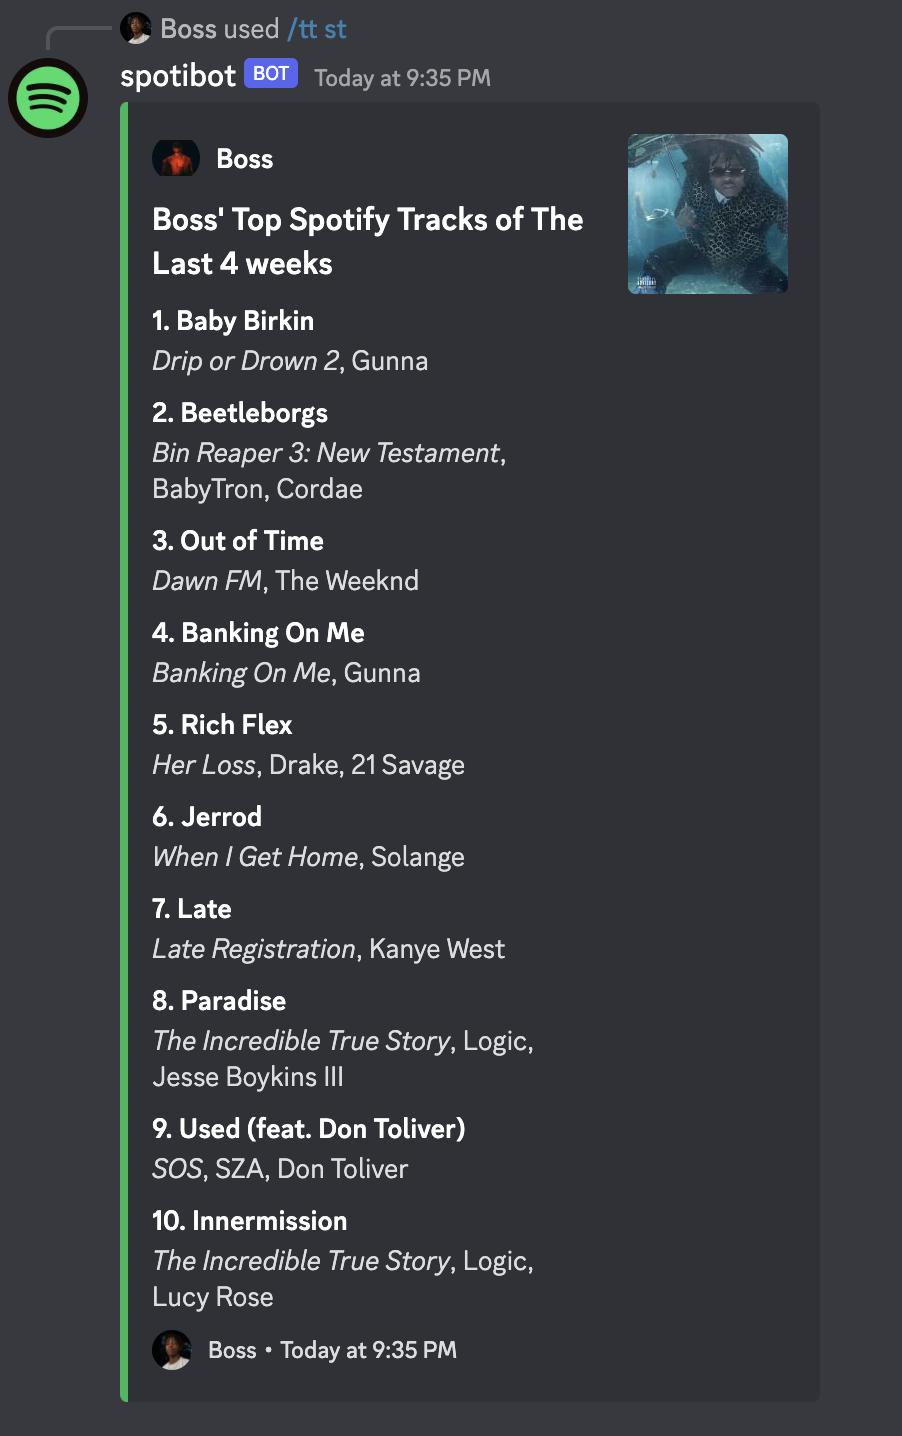 Boss used /tt st
spotibot BOT Today at 9:35 PM
Boss
Boss' Top Spotify Tracks of The
Last 4 weeks
1. Baby Birkin
Drip or Drown 2, Gunna
2. Beetleborgs
Bin Reaper 3: New Testament,
BabyTron, Cordae
3. Out of Time
Dawn FM, The Weeknd
4. Banking On Me
Banking On Me, Gunna
5. Rich Flex
Her Loss, Drake, 21 Savage
6. Jerrod
When I Get Home, Solange
7. Late
Late Registration, Kanye West
8. Paradise
The Incredible True Story, Logic,
Jesse Boykins III
9. Used (feat. Don Toliver)
SOS, SZA, Don Toliver
10. Innermission
The Incredible True Story, Logic,
Lucy Rose
Boss • Today at 9:35 PM